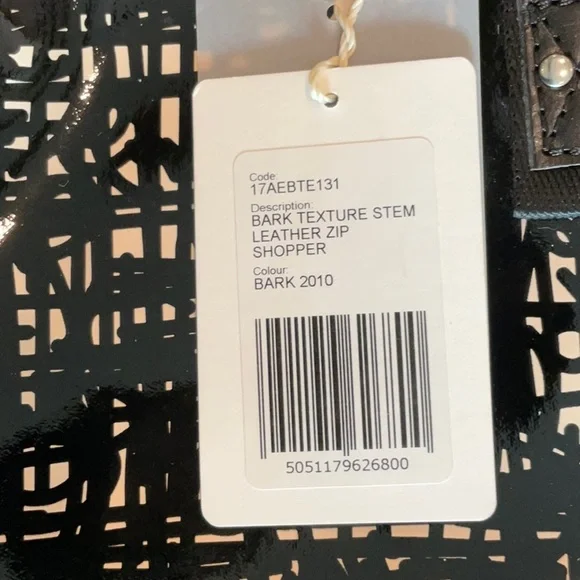 Code:
17AEBTE131
Description:
BARK TEXTURE STEM
LEATHER ZIP
SHOPPER
Colour:
BARK 2010
5051179626800